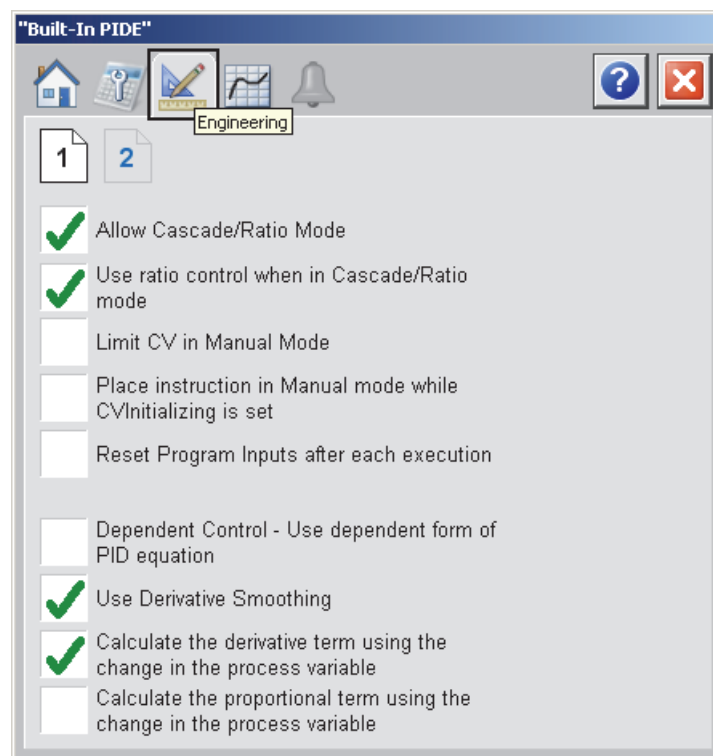 "Built-In PIDE"
?
Engineering
1
2
Allow Cascade/Ratio Mode
Use ratio control when in Cascade/Ratio
mode
Limit CV in Manual Mode
Place instruction in Manual mode while
CVInitializing is set
Reset Program Inputs after each execution
Dependent Control - Use dependent form of
PID equation
Use Derivative Smoothing
Calculate the derivative term using the
change in the process variable
Calculate the proportional term using the
change in the process variable